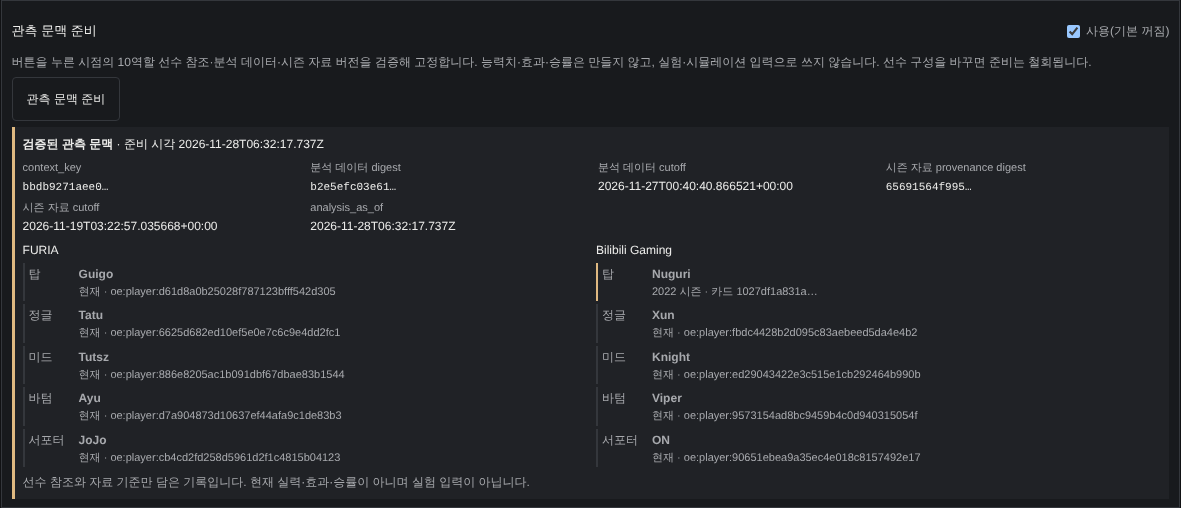 관측 문맥 준비
사용(기본 꺼짐)
버튼을 누른 시점의 10역할 선수 참조·분석 데이터·시즌 자료 버전을 검증해 고정합니다. 능력치·효과·승률은 만들지 않고, 실험·시뮬레이션 입력으로 쓰지 않습니다. 선수 구성을 바꾸면 준비는 철회됩니다.
관측 문맥 준비
검증된 관측 문맥 · 준비 시각 2026-11-28T06:32:17.737Z
context_key
분석 데이터 digest
분석 데이터 cutoff
시즌 자료 provenance digest
bbdb9271aee0…
b2e5efc03e61…
2026-11-27T00:40:40.866521+00:00
65691564f995…
시즌 자료 cutoff
analysis_as_of
2026-11-19T03:22:57.035668+00:00
2026-11-28T06:32:17.737Z
FURIA
탑 Guigo
현재 · oe:player:d61d8a0b25028f787123bfff542d305
정글 Tatu
현재 · oe:player:6625d682ed10ef5e0e7c6c9e4dd2fc1
미드 Tutsz
현재 · oe:player:886e8205ac1b091dbf67dbae83b1544
바텀 Ayu
현재 · oe:player:d7a904873d10637ef44afa9c1de83b3
서포터 JoJo
현재 · oe:player:cb4cd2fd258d5961d2f1c4815b04123
Bilibili Gaming
탑 Nuguri
2022 시즌 · 카드 1027df1a831a…
정글 Xun
현재 · oe:player:fbdc4428b2d095c83aebeed5da4e4b2
미드 Knight
현재 · oe:player:ed29043422e3c515e1cb292464b990b
바텀 Viper
현재 · oe:player:9573154ad8bc9459b4c0d940315054f
서포터 ON
현재 · oe:player:90651ebea9a35ec4e018c8157492e17
선수 참조와 자료 기준만 담은 기록입니다. 현재 실력·효과·승률이 아니며 실험 입력이 아닙니다.